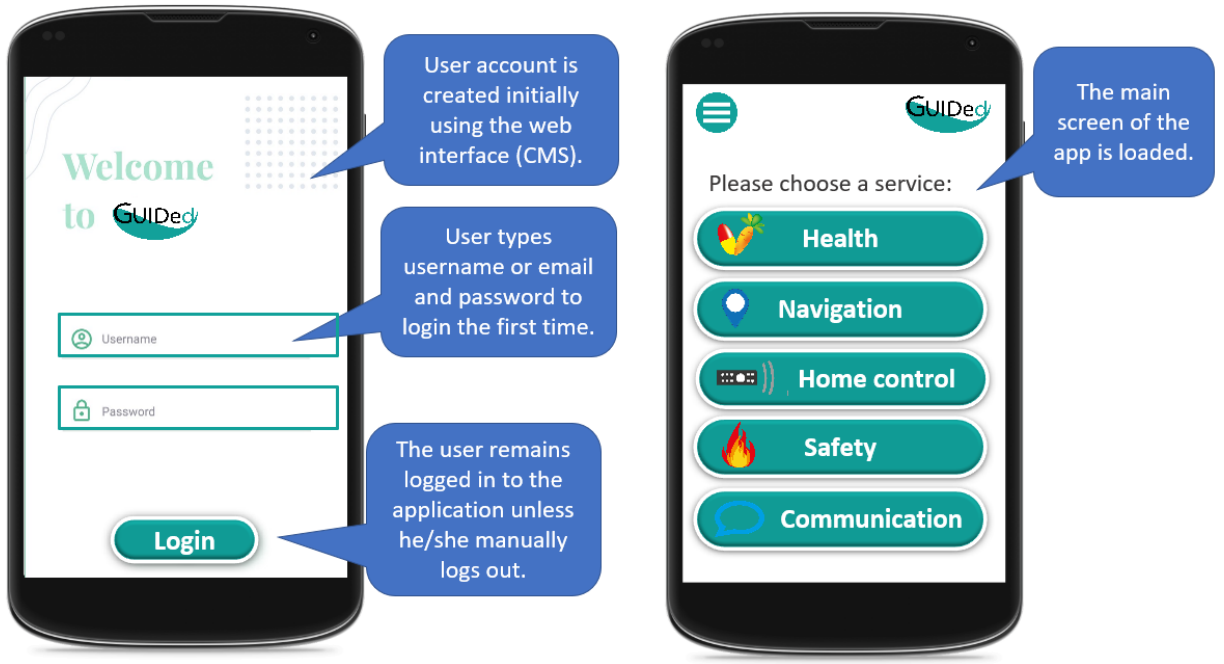 Welcome
to GUIDed
Username
Password
Login
User account is
created initially
using the web
interface (CMS).
User types
username or email
and password to
login the first time.
The user remains
logged in to the
application unless
he/she manually
logs out.
GUIDed
Please choose a service:
Health
Navigation
Home control
Safety
Communication
The main
screen of the
app is loaded.